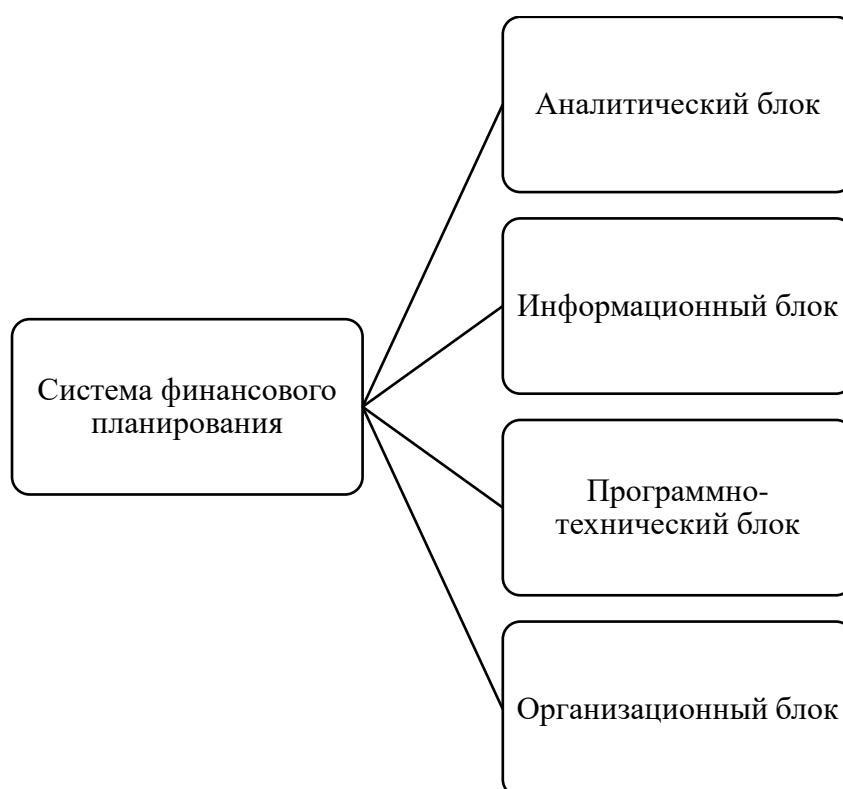 Аналитический блок
Информационный блок
Система финансового
планирования
Программно-
технический блок
Организационный блок